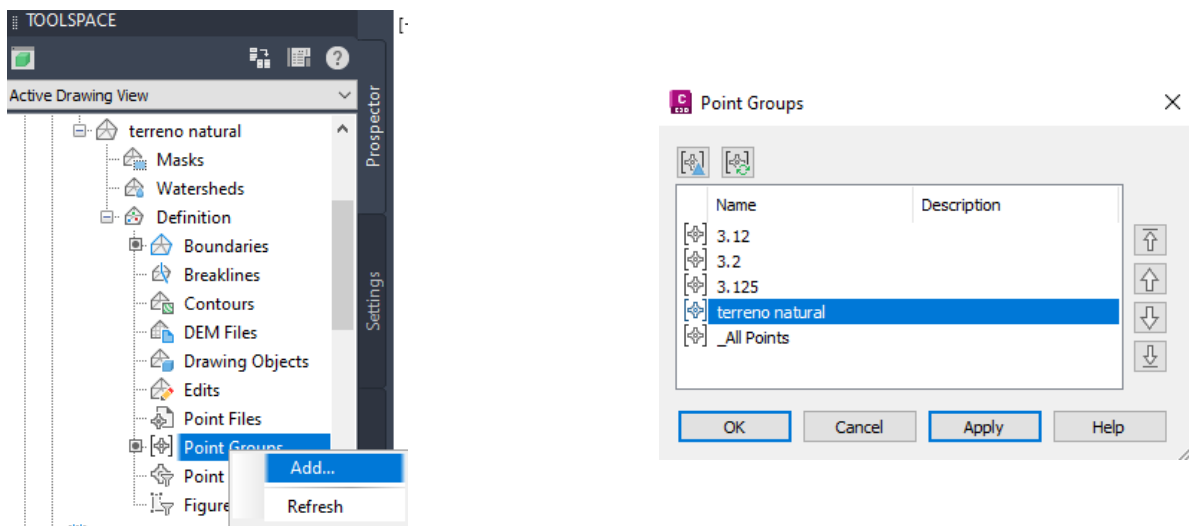 TOOLSPACE
Active Drawing View
terreno natural
Masks
Watersheds
Definition
Boundaries
Breaklines
Contours
DEM Files
Drawing Objects
Edits
Point Files
Point Groups
Add...
Point
Refresh
Figure
Prospector
Settings
Point Groups
Name Description
3.12
3.2
3.125
terreno natural
_All Points
OK Cancel Apply Help